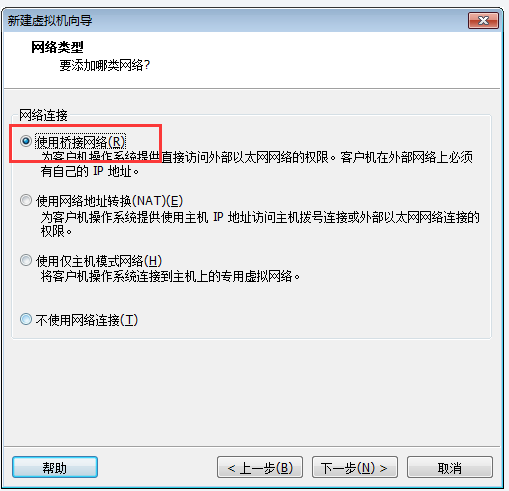 新建虚拟机向导
网络类型
要添加哪类网络?
网络连接
使用桥接网络(R)
为客户机操作系统提供直接访问外部以太网网络的权限。客户机在外部网络上必须
有自己的 IP 地址。
使用网络地址转换(NAT)(E)
为客户机操作系统提供使用主机 IP 地址访问主机拨号连接或外部以太网网络连接的
权限。
使用仅主机模式网络(H)
将客户机操作系统连接到主机上的专用虚拟网络。
不使用网络连接(T)
帮助
< 上一步(B)
下一步(N) >
取消